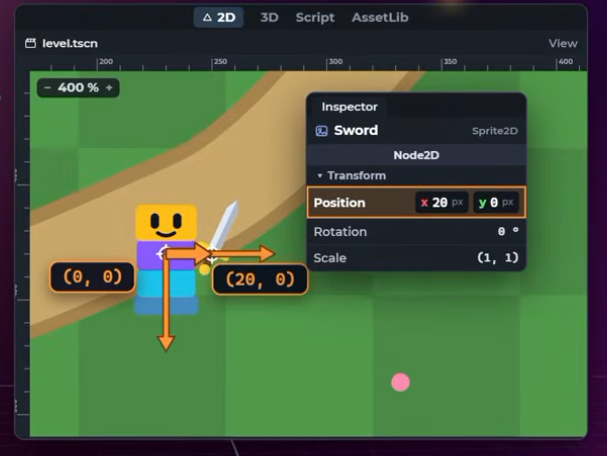 2D 3D Script AssetLib
level.tscn View
200 250 300 350 400
− 400 % +
Inspector
Sword Sprite2D
Node2D
Transform
Position x 20 px y 0 px
Rotation 0 °
Scale (1, 1)
(0, 0) (20, 0)